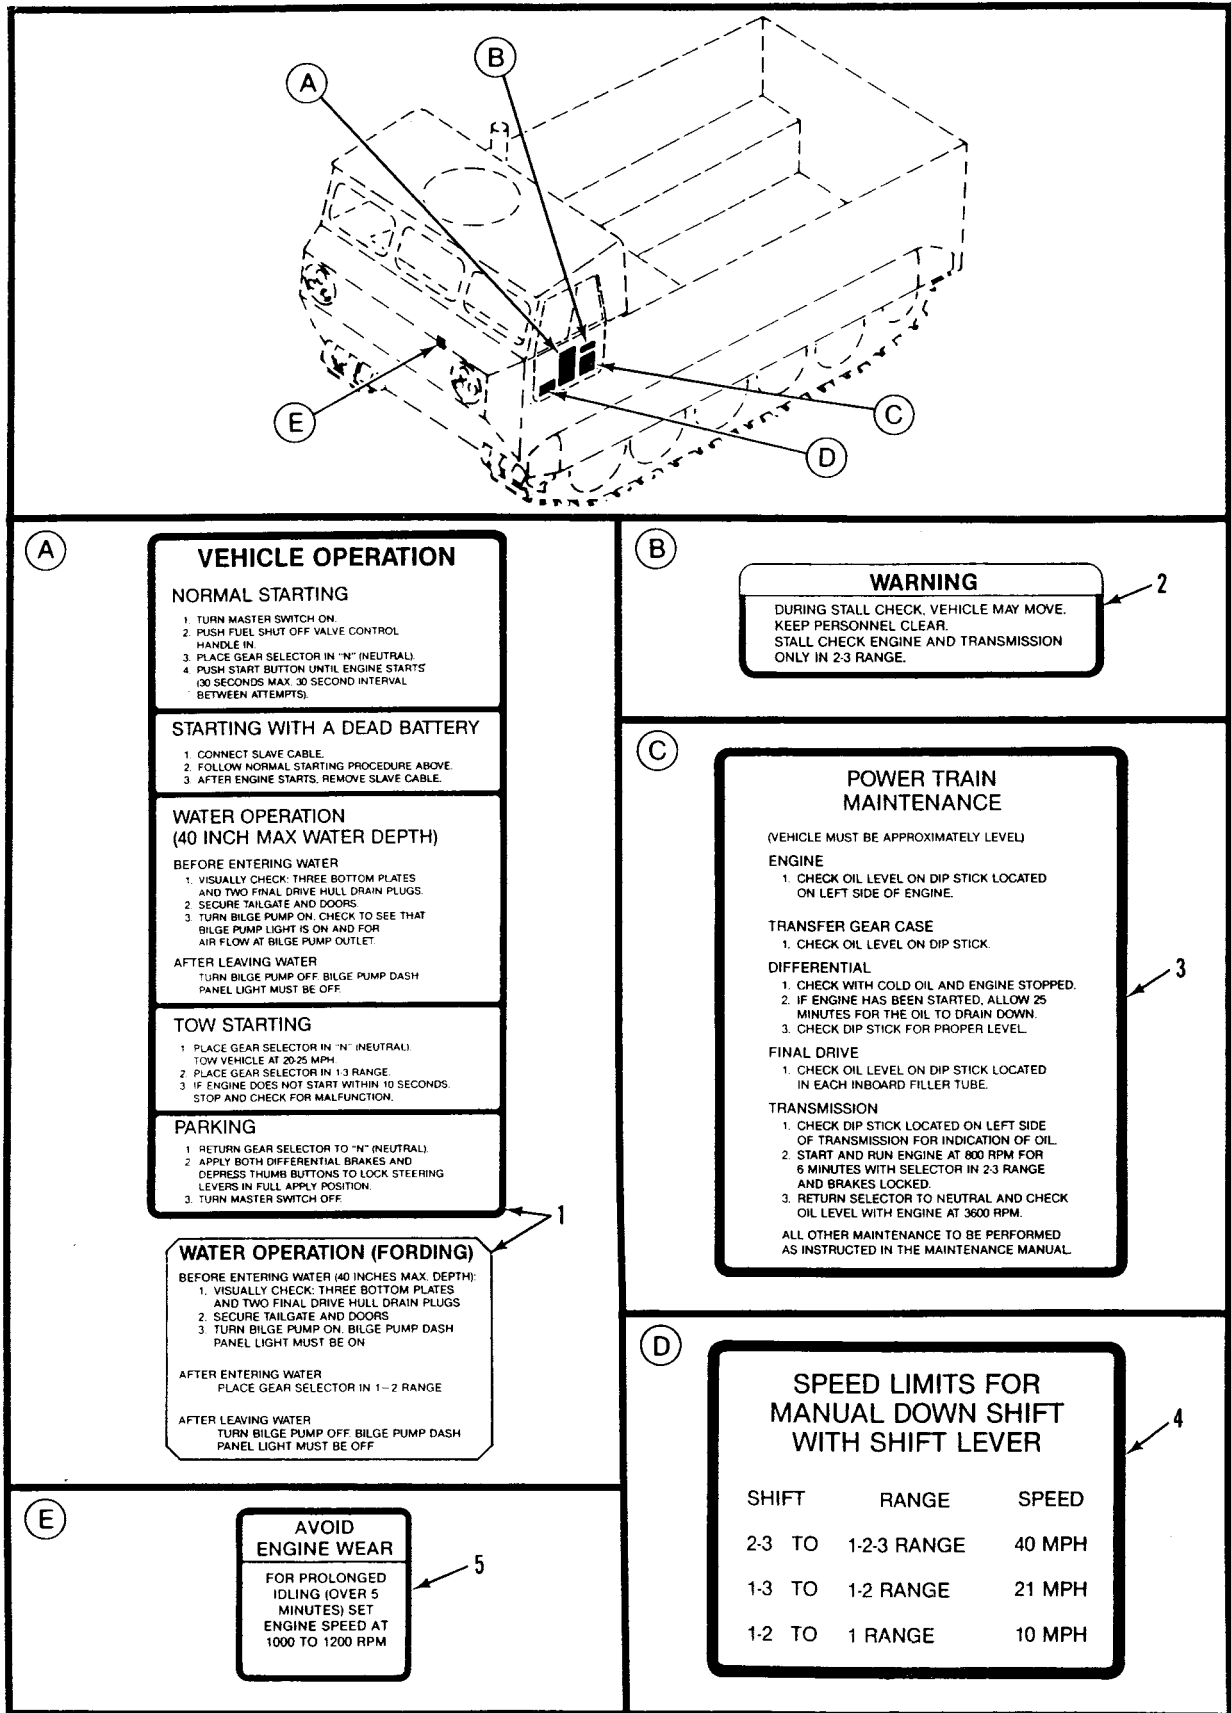 B
A
E
C
D
A
VEHICLE OPERATION
NORMAL STARTING
1. TURN MASTER SWITCH ON.
2. PUSH FUEL SHUT OFF VALVE CONTROL
HANDLE IN.
3. PLACE GEAR SELECTOR IN "N" (NEUTRAL).
4. PUSH START BUTTON UNTIL ENGINE STARTS
(30 SECONDS MAX. 30 SECOND INTERVAL
BETWEEN ATTEMPTS).
STARTING WITH A DEAD BATTERY
1. CONNECT SLAVE CABLE.
2. FOLLOW NORMAL STARTING PROCEDURE ABOVE.
3. AFTER ENGINE STARTS, REMOVE SLAVE CABLE.
WATER OPERATION
(40 INCH MAX WATER DEPTH)
BEFORE ENTERING WATER
1. VISUALLY CHECK: THREE BOTTOM PLATES
AND TWO FINAL DRIVE HULL DRAIN PLUGS.
2. SECURE TAILGATE AND DOORS.
3. TURN BILGE PUMP ON. CHECK TO SEE THAT
BILGE PUMP LIGHT IS ON AND FOR
AIR FLOW AT BILGE PUMP OUTLET.
AFTER LEAVING WATER
TURN BILGE PUMP OFF. BILGE PUMP DASH
PANEL LIGHT MUST BE OFF.
TOW STARTING
1 PLACE GEAR SELECTOR IN "N" (NEUTRAL).
TOW VEHICLE AT 20-25 MPH.
2. PLACE GEAR SELECTOR IN 1-3 RANGE.
3 IF ENGINE DOES NOT START WITHIN 10 SECONDS.
STOP AND CHECK FOR MALFUNCTION.
PARKING
1 RETURN GEAR SELECTOR TO "N" (NEUTRAL).
2 APPLY BOTH DIFFERENTIAL BRAKES AND
DEPRESS THUMB BUTTONS TO LOCK STEERING
LEVERS IN FULL APPLY POSITION.
3. TURN MASTER SWITCH OFF.
1
WATER OPERATION (FORDING)
BEFORE ENTERING WATER (40 INCHES MAX. DEPTH):
1. VISUALLY CHECK: THREE BOTTOM PLATES
AND TWO FINAL DRIVE HULL DRAIN PLUGS
2. SECURE TAILGATE AND DOORS
3. TURN BILGE PUMP ON. BILGE PUMP DASH
PANEL LIGHT MUST BE ON
AFTER ENTERING WATER
PLACE GEAR SELECTOR IN 1–2 RANGE
AFTER LEAVING WATER
TURN BILGE PUMP OFF. BILGE PUMP DASH
PANEL LIGHT MUST BE OFF
B
WARNING
DURING STALL CHECK, VEHICLE MAY MOVE.
KEEP PERSONNEL CLEAR.
STALL CHECK ENGINE AND TRANSMISSION
ONLY IN 2-3 RANGE.
2
C
POWER TRAIN
MAINTENANCE
(VEHICLE MUST BE APPROXIMATELY LEVEL)
ENGINE
1. CHECK OIL LEVEL ON DIP STICK LOCATED
ON LEFT SIDE OF ENGINE.
TRANSFER GEAR CASE
1. CHECK OIL LEVEL ON DIP STICK.
DIFFERENTIAL
1. CHECK WITH COLD OIL AND ENGINE STOPPED.
2. IF ENGINE HAS BEEN STARTED, ALLOW 25
MINUTES FOR THE OIL TO DRAIN DOWN.
3. CHECK DIP STICK FOR PROPER LEVEL.
FINAL DRIVE
1. CHECK OIL LEVEL ON DIP STICK LOCATED
IN EACH INBOARD FILLER TUBE.
TRANSMISSION
1. CHECK DIP STICK LOCATED ON LEFT SIDE
OF TRANSMISSION FOR INDICATION OF OIL.
2. START AND RUN ENGINE AT 800 RPM FOR
6 MINUTES WITH SELECTOR IN 2-3 RANGE
AND BRAKES LOCKED.
3. RETURN SELECTOR TO NEUTRAL AND CHECK
OIL LEVEL WITH ENGINE AT 3600 RPM.
ALL OTHER MAINTENANCE TO BE PERFORMED
AS INSTRUCTED IN THE MAINTENANCE MANUAL.
3
D
SPEED LIMITS FOR
MANUAL DOWN SHIFT
WITH SHIFT LEVER
SHIFT RANGE SPEED
2-3 TO 1-2-3 RANGE 40 MPH
1-3 TO 1-2 RANGE 21 MPH
1-2 TO 1 RANGE 10 MPH
4
E
AVOID
ENGINE WEAR
FOR PROLONGED
IDLING (OVER 5
MINUTES) SET
ENGINE SPEED AT
1000 TO 1200 RPM
5